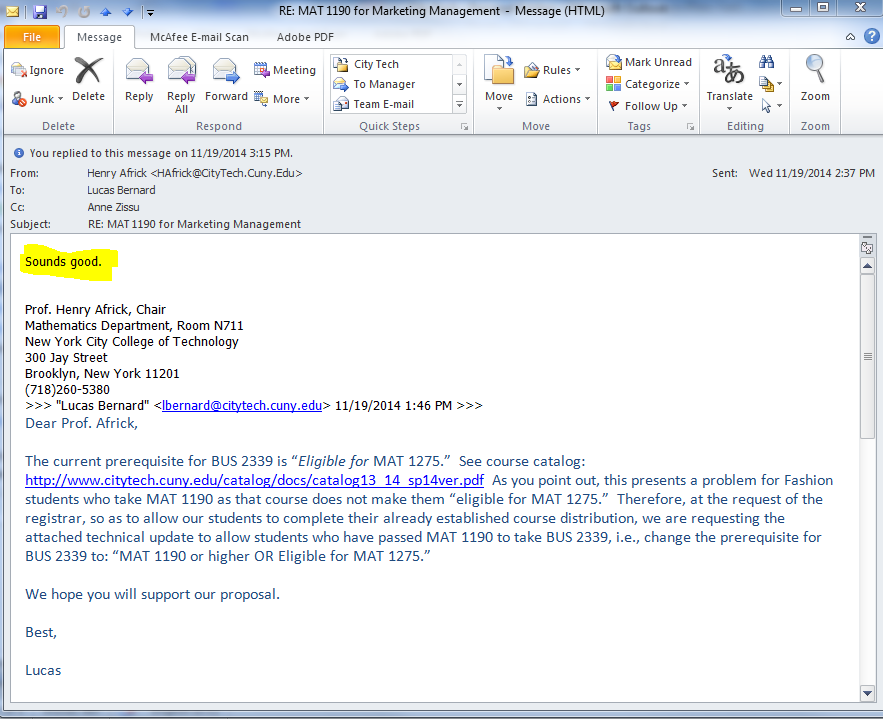 RE: MAT 1190 for Marketing Management - Message (HTML)
File Message McAfee E-mail Scan Adobe PDF
Ignore
Junk
Delete
Reply
Reply All
Forward
Meeting
More
City Tech
To Manager
Team E-mail
Move
Rules
Actions
Mark Unread
Categorize
Follow Up
Translate
Zoom
Delete Respond Quick Steps Move Tags Editing Zoom
You replied to this message on 11/19/2014 3:15 PM.
From: Henry Africk <HAfrick@CityTech.Cuny.Edu> Sent: Wed 11/19/2014 2:37 PM
To: Lucas Bernard
Cc: Anne Zissu
Subject: RE: MAT 1190 for Marketing Management
Sounds good.
Prof. Henry Africk, Chair
Mathematics Department, Room N711
New York City College of Technology
300 Jay Street
Brooklyn, New York 11201
(718)260-5380
>>> "Lucas Bernard" <lbernard@citytech.cuny.edu> 11/19/2014 1:46 PM >>>
Dear Prof. Africk,
The current prerequisite for BUS 2339 is “Eligible for MAT 1275.” See course catalog:
http://www.citytech.cuny.edu/catalog/docs/catalog13_14_sp14ver.pdf As you point out, this presents a problem for Fashion
students who take MAT 1190 as that course does not make them “eligible for MAT 1275.” Therefore, at the request of the
registrar, so as to allow our students to complete their already established course distribution, we are requesting the
attached technical update to allow students who have passed MAT 1190 to take BUS 2339, i.e., change the prerequisite for
BUS 2339 to: “MAT 1190 or higher OR Eligible for MAT 1275.”
We hope you will support our proposal.
Best,
Lucas